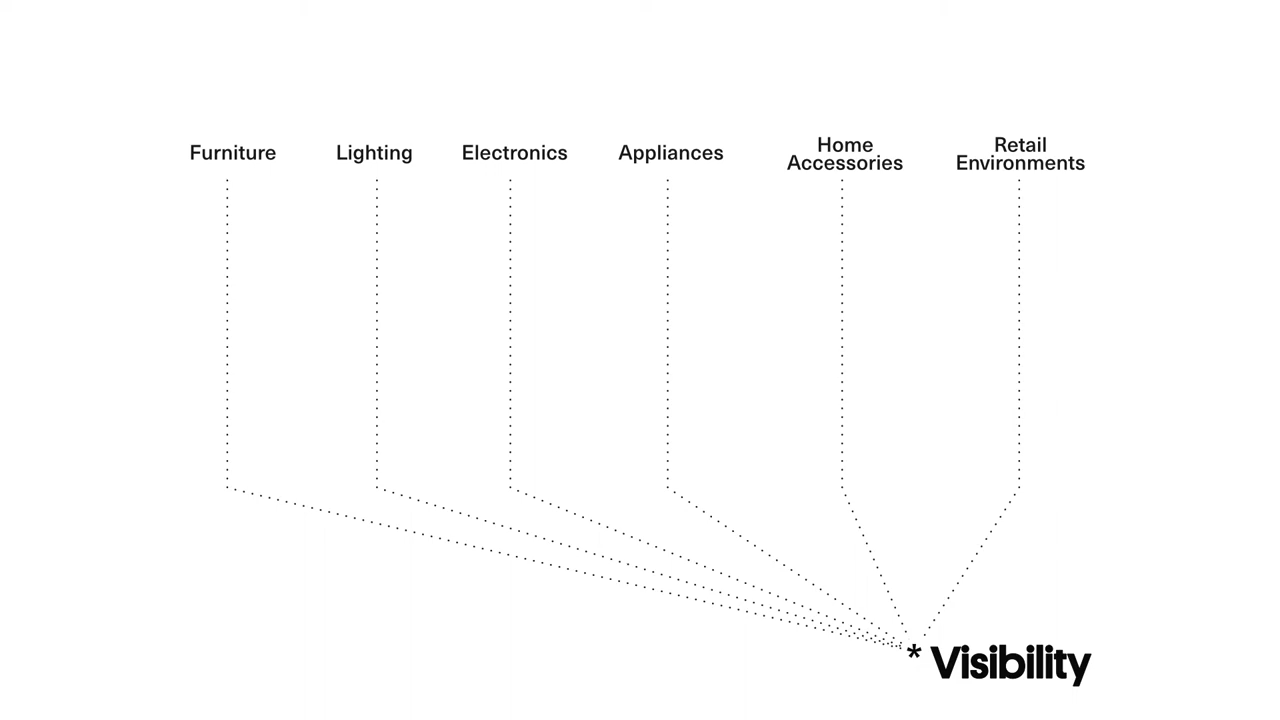 Furniture
Lighting
Electronics
Appliances
Home
Accessories
Retail
Environments
* Visibility